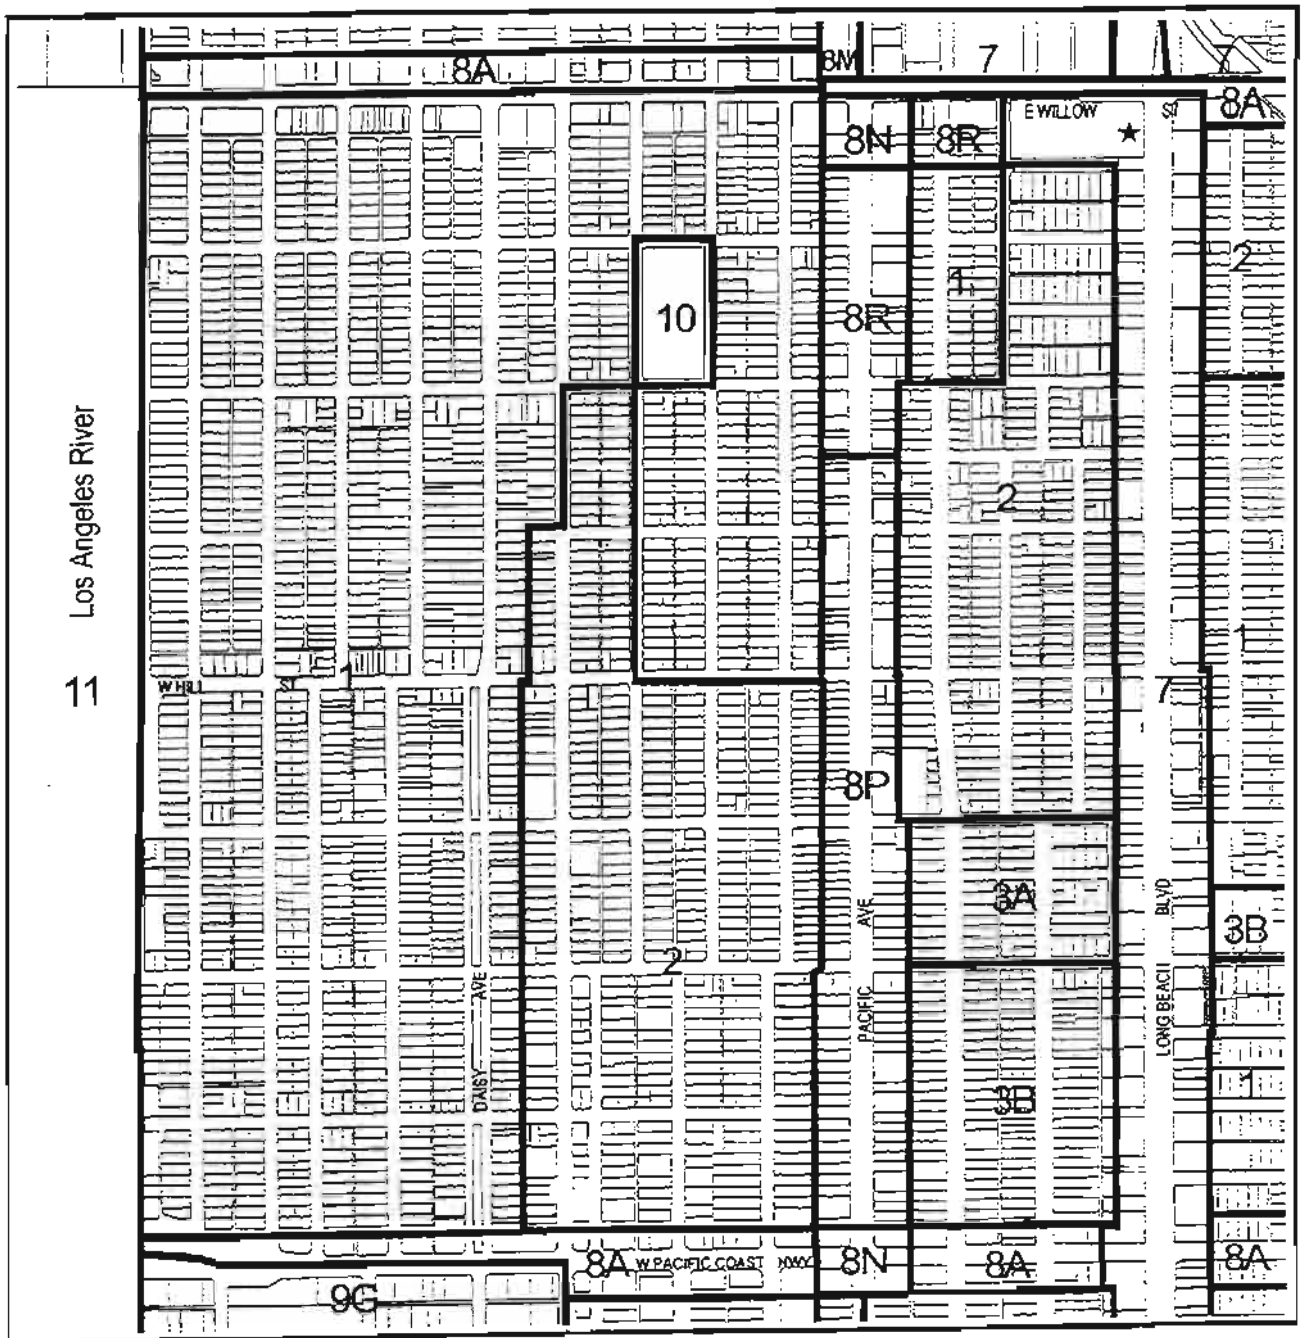 8M
7
8A
8A
E WILLOW
ST
8N
8R
2
1
10
8R
Los Angeles River
2
1
W HILL
ST
1
11
7
8P
3A
BLVD
AVE
3B
2
AVE
PACIFIC
LONG BEACH
DAISY
1
3B
8A
W PACIFIC COAST
HWY
8N
8A
8A
9G